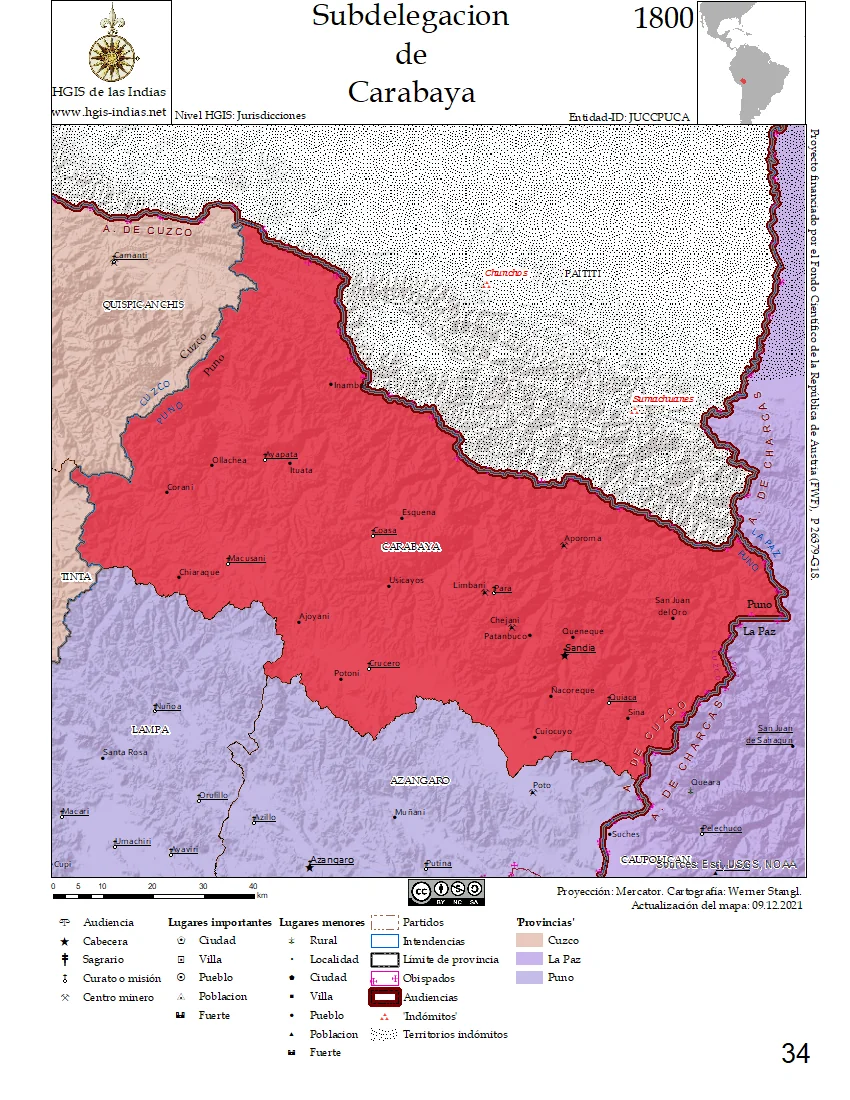 Subdelegacion
de
Carabaya
1800
HGIS de las Indias
www.hgis-indias.net
Nivel HGIS: Jurisdicciones
Entidad-ID: JUCCPUCA
Proyecto financiado por el Fondo Científico de la República de Austria (FWF), P 26379-G18.
A. DE CUZCO
Camanti
QUISPICANCHIS
Chunchos
PAITITI
Cuzco
Puno
CUZCO
PUNO
Inambo
Sumachuanes
A. DE CHARCAS
Ollachea
Ayapata
Ituata
Corani
Esquena
Coasa
CARABAYA
Aporoma
LA PAZ
PUNO
Macusani
TINTA
Chiaraque
Usicayos
Limbani
Para
San Juan
del Oro
Puno
La Paz
Ajoyani
Chejani
Patanbuco
Queneque
Sandia
Crucero
Potoni
Nacoreque
Quiaca
Sina
Nuñoa
LAMPA
Cuiocuyo
A. DE CUZCO
A. DE CHARCAS
San Juan
de Sahagun
Santa Rosa
AZANGARO
Poto
Queara
Orurillo
Macari
Azillo
Muñani
Pelechuco
Umachiri
Ayaviri
Suches
Cupi
Azangaro
Putina
CAUPOLICAN
Sources: Esri, USGS, NOAA
0 5 10 20 30 40
km
CC BY NC SA
Proyección: Mercator. Cartografía: Werner Stangl.
Actualización del mapa: 09.12.2021
Audiencia
Cabecera
Sagrario
Curato o misión
Centro minero
Lugares importantes
Ciudad
Villa
Pueblo
Poblacion
Fuerte
Lugares menores
Rural
Localidad
Ciudad
Villa
Pueblo
Poblacion
Fuerte
Partidos
Intendencias
Límite de provincia
Obispados
Audiencias
'Indómitos'
Territorios indómitos
'Provincias'
Cuzco
La Paz
Puno
34